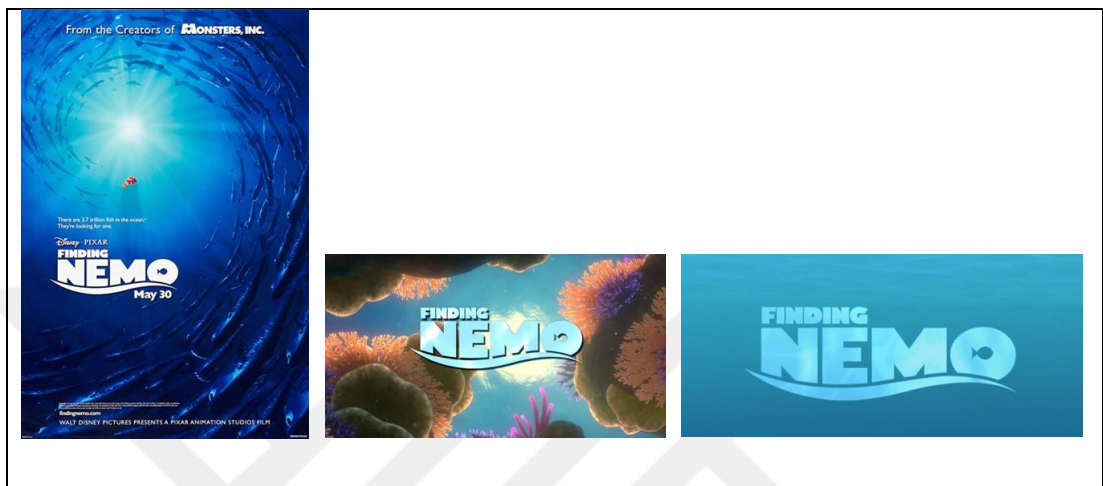 From the Creators of MONSTERS, INC.
There are 3.7 trillion fish in the ocean.
They're looking for one.
Disney · PIXAR
FINDING
NEMO
May 30
findingnemo.com
WALT DISNEY PICTURES PRESENTS A PIXAR ANIMATION STUDIOS FILM
FINDING
NEMO
FINDING
NEMO